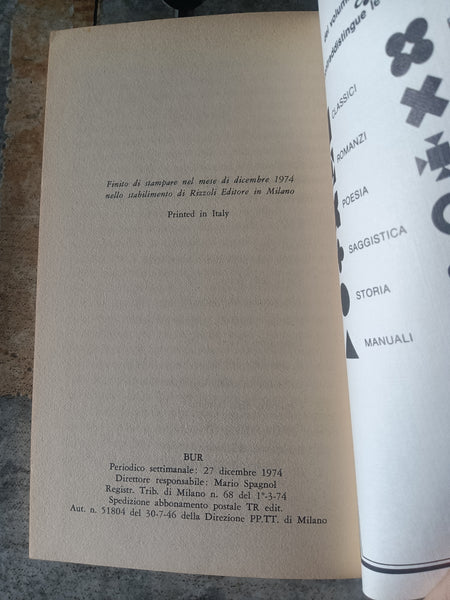 Finito di stampare nel mese di dicembre 1974
nello stabilimento di Rizzoli Editore in Milano
Printed in Italy
BUR
Periodico settimanale: 27 dicembre 1974
Direttore responsabile: Mario Spagnol
Registr. Trib. di Milano n. 68 del 1°-3-74
Spedizione abbonamento postale TR edit.
Aut. n. 51804 del 30-7-46 della Direzione PP.TT. di Milano
CLASSICI
ROMANZI
POESIA
SAGGISTICA
STORIA
MANUALI